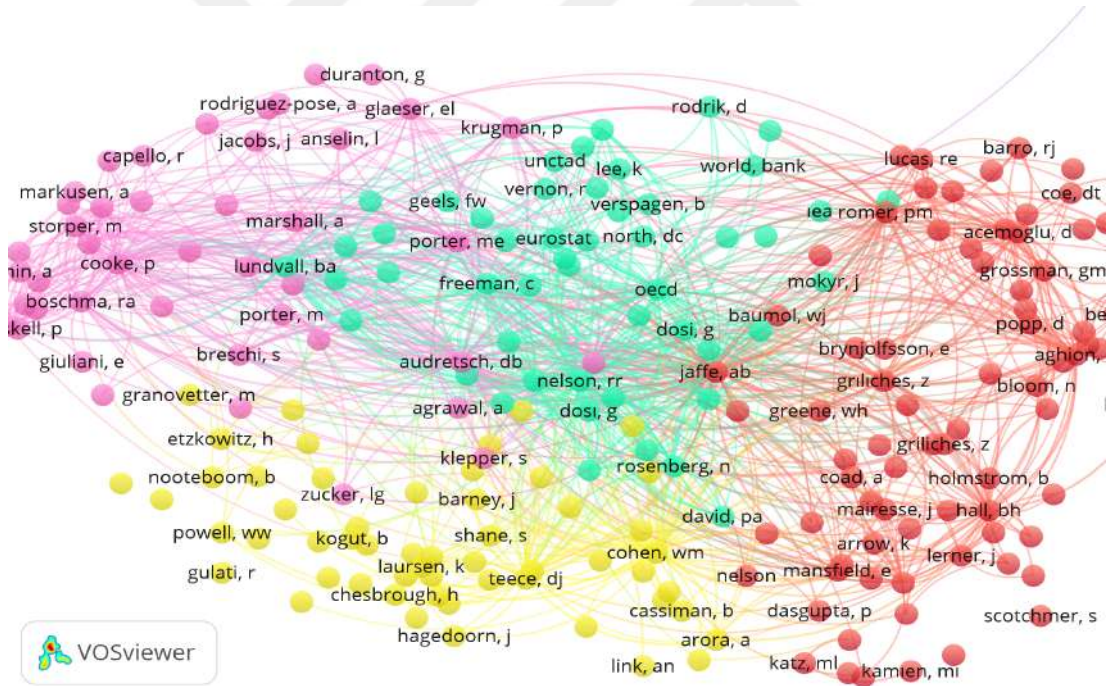 duranton, g
rodriguez-pose, a
glaeser, el
rodrik, d
krugman, p
jacobs, j
anselin, l
capello, r
unctad
lee, k
world, bank
lucas, re
barro, rj
markusen, a
vernon, r
coe, dt
storper, m
marshall, a
geels, fw
verspagen, b
iea
romer, pm
acemoglu, d
porter, me
eurostat
north, dc
min, a
cooke, p
lundvall, ba
freeman, c
oecd
mokyr, j
grossman, gm
boschma, ra
skell, p
porter, m
dosi, g
baumol, wj
popp, d
be
giuliani, e
breschi, s
audretsch, db
brynjolfsson, e
aghion,
nelson, rr
jaffe, ab
griliches, z
bloom, n
granovetter, m
agrawal, a
dosı, g
greene, wh
etzkowitz, h
klepper, s
griliches, z
nooteboom, b
rosenberg, n
coad, a
holmstrom, b
zucker, lg
barney, j
mairesse, j
hall, bh
powell, ww
kogut, b
shane, s
david, pa
arrow, k
cohen, wm
lerner, j
gulati, r
laursen, k
teece, dj
nelson
mansfield, e
chesbrough, h
cassiman, b
dasgupta, p
scotchmer, s
hagedoorn, j
arora, a
link, an
katz, ml
kamien, mi
VOSviewer